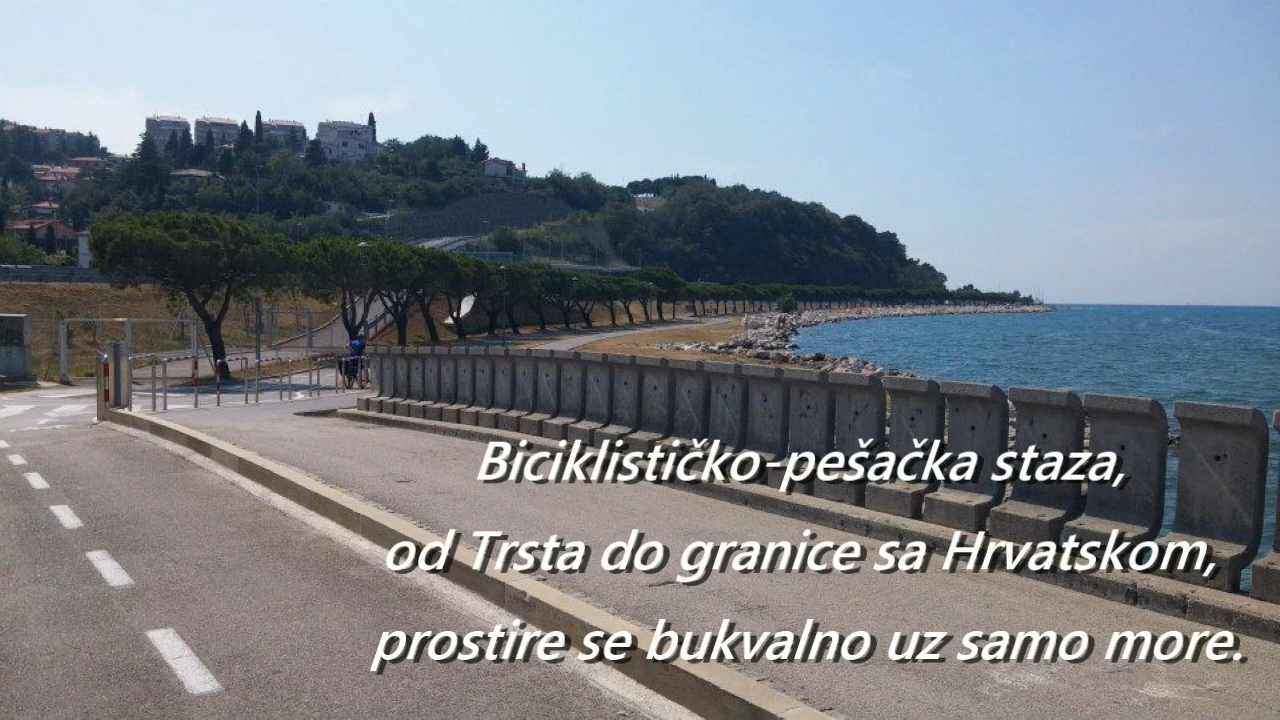 Biciklističko-pešačka staza,
od Trsta do granice sa Hrvatskom,
prostire se bukvalno uz samo more.